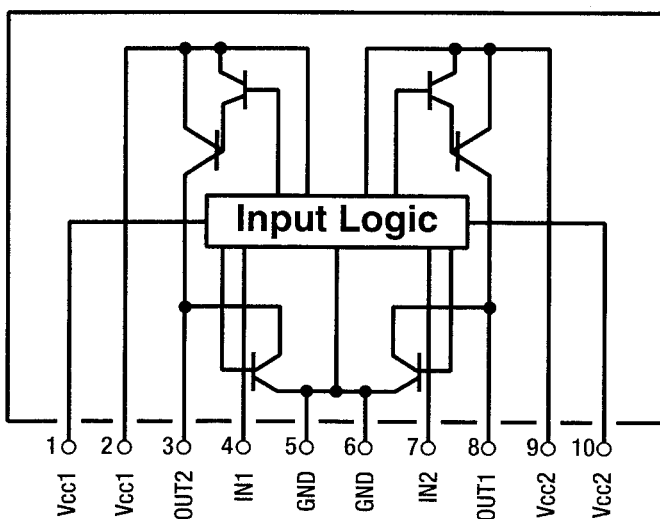 Input Logic
1 2 3 4 5 6 7 8 9 10
Vcc1
Vcc1
OUT2
IN1
GND
GND
IN2
OUT1
Vcc2
Vcc2